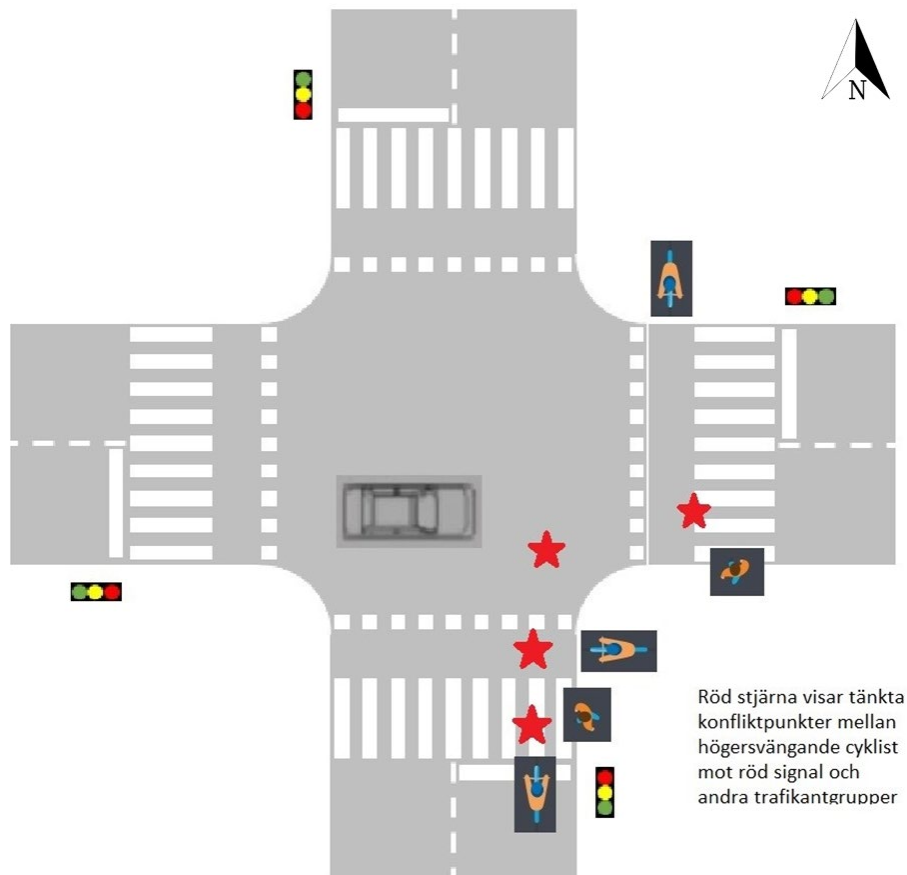 N
Röd stjärna visar tänkta
konfliktpunkter mellan
högersvängande cyklist
mot röd signal och
andra trafikantgrupper